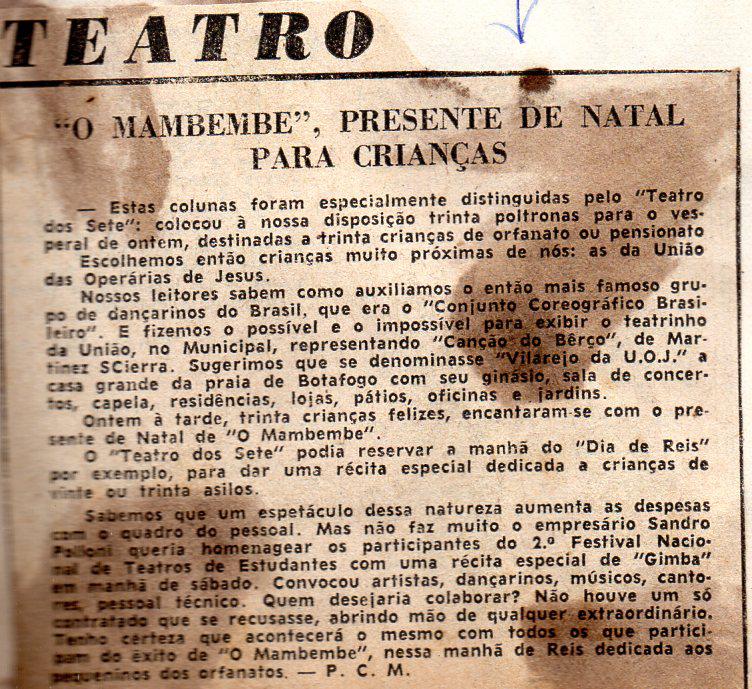 TEATRO
"O MAMBEMBE", PRESENTE DE NATAL
PARA CRIANÇAS
— Estas colunas foram especialmente distinguidas pelo "Teatro
dos Sete": colocou à nossa disposição trinta poltronas para o ves-
peral de ontem, destinadas a trinta crianças de orfanato ou pensionato
Escolhemos então crianças muito próximas de nós: as da União
das Operárias de Jesus.
Nossos leitores sabem como auxiliamos o então mais famoso gru-
po de dançarinos do Brasil, que era o "Conjunto Coreográfico Brasi-
leiro". E fizemos o possível e o impossível para exibir o teatrinho
da União, no Municipal, representando "Canção do Bêrço", de Mar-
tinez SCierra. Sugerimos que se denominasse "Vilarejo da U.O.J." a
casa grande da praia de Botafogo com seu ginásio, sala de concer-
tos, capela, residências, lojas, pátios, oficinas e jardins.
Ontem à tarde, trinta crianças felizes, encantaram-se com o pre-
sente de Natal de "O Mambembe".
O "Teatro dos Sete" podia reservar a manhã do "Dia de Reis"
por exemplo, para dar uma récita especial dedicada a crianças de
vinte ou trinta asilos.
Sabemos que um espetáculo dessa natureza aumenta as despesas
com o quadro do pessoal. Mas não faz muito o empresário Sandro
Polloni queria homenagear os participantes do 2.º Festival Nacio-
nal de Teatros de Estudantes com uma récita especial de "Gimba"
em manhã de sábado. Convocou artistas, dançarinos, músicos, canto-
res, pessoal técnico. Quem desejaria colaborar? Não houve um só
contratado que se recusasse, abrindo mão de qualquer extraordinário.
Tenho certeza que acontecerá o mesmo com todos os que partici-
pam do êxito de "O Mambembe", nessa manhã de Reis dedicada aos
pequeninos dos orfanatos. — P. C. M.